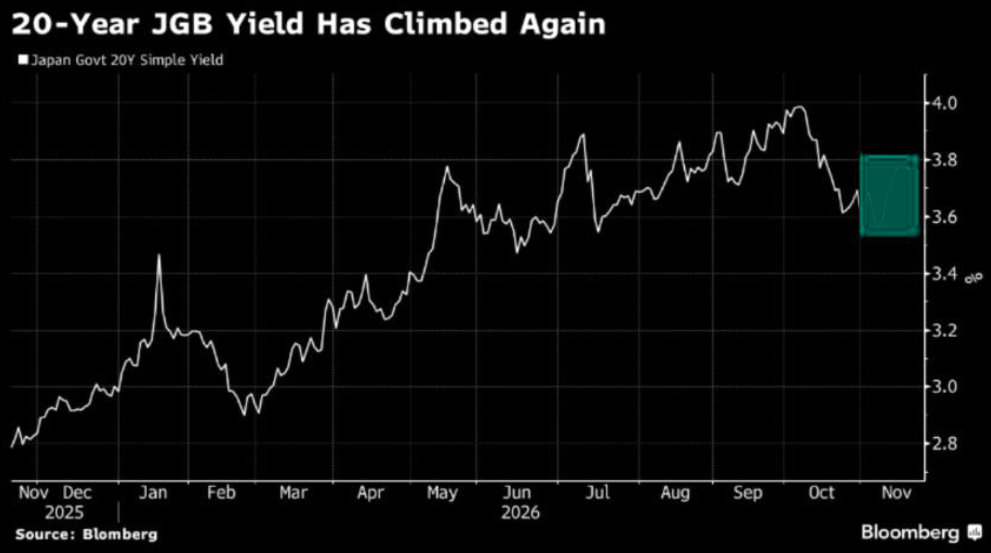 20-Year JGB Yield Has Climbed Again
Japan Govt 20Y Simple Yield
4.0
3.8
3.6
3.4
%
3.2
3.0
2.8
Nov Dec Jan Feb Mar Apr May Jun Jul Aug Sep Oct Nov
2025 2026
Source: Blomberg
Bloomberg